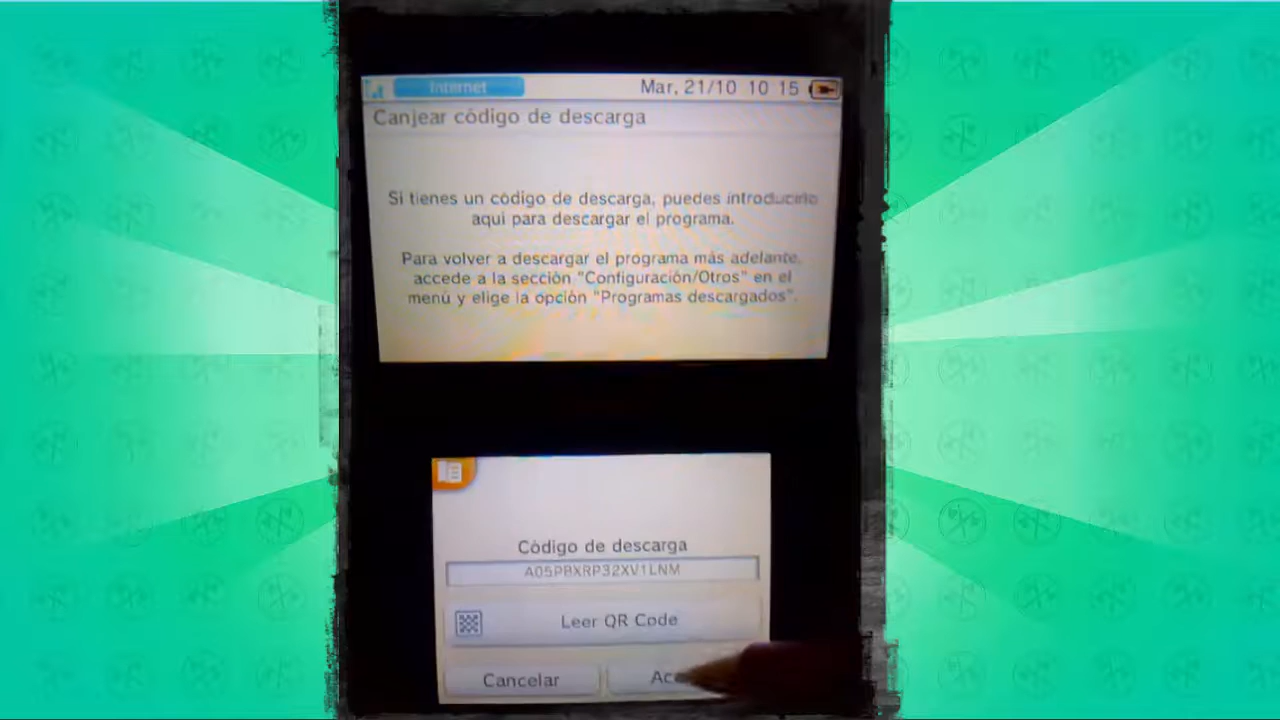 Internet
Mar, 21/10 10 15
Canjear código de descarga
Si tienes un código de descarga, puedes introducirlo
aquí para descargar el programa.
Para volver a descargar el programa más adelante,
accede a la sección "Configuración/Otros" en el
menú y elige la opción "Programas descargados".
Código de descarga
A05PBXRP32XV1LNM
Leer QR Code
Cancelar